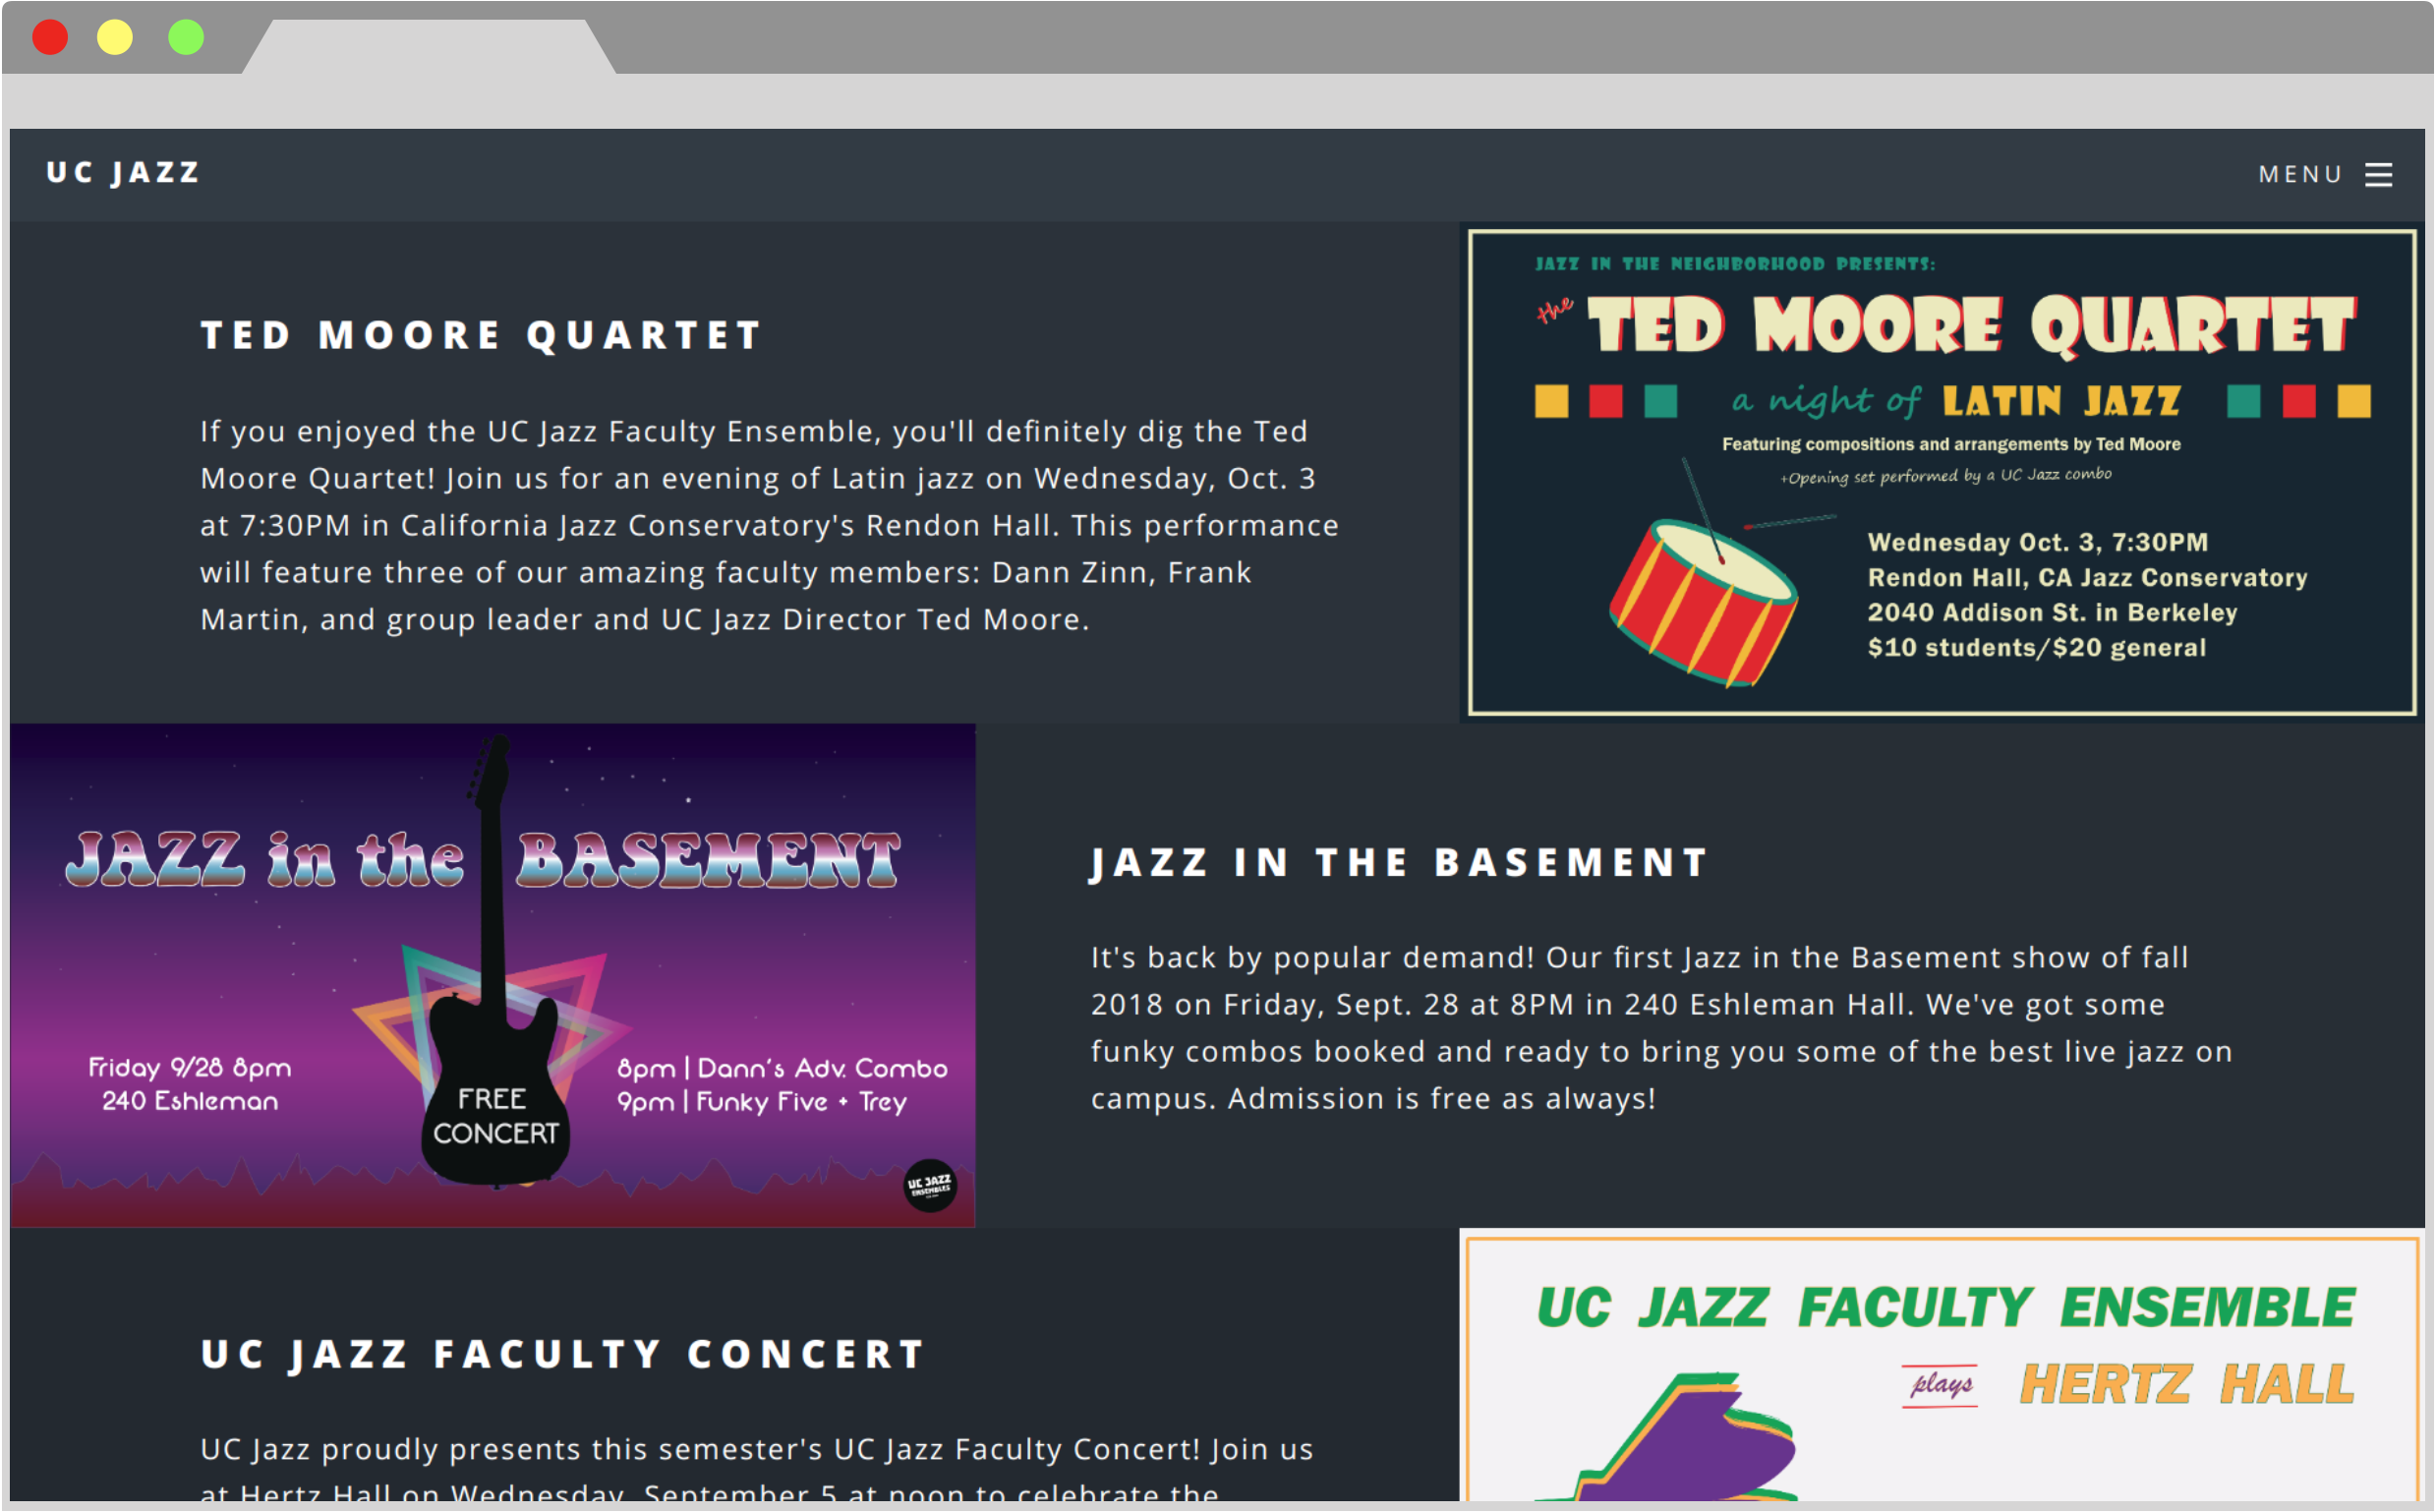 UC JAZZ
MENU
TED MOORE QUARTET
If you enjoyed the UC Jazz Faculty Ensemble, you'll definitely dig the Ted
Moore Quartet! Join us for an evening of Latin jazz on Wednesday, Oct. 3
at 7:30PM in California Jazz Conservatory's Rendon Hall. This performance
will feature three of our amazing faculty members: Dann Zinn, Frank
Martin, and group leader and UC Jazz Director Ted Moore.
JAZZ IN THE NEIGHBORHOOD PRESENTS:
the TED MOORE QUARTET
a night of LATIN JAZZ
Featuring compositions and arrangements by Ted Moore
+Opening set performed by a UC Jazz combo
Wednesday Oct. 3, 7:30PM
Rendon Hall, CA Jazz Conservatory
2040 Addison St. in Berkeley
$10 students/$20 general
JAZZ in the BASEMENT
Friday 9/28 8pm
240 Eshleman
FREE
CONCERT
8pm | Dann's Adv. Combo
9pm | Funky Five + Trey
UC JAZZ
ENSEMBLES
JAZZ IN THE BASEMENT
It's back by popular demand! Our first Jazz in the Basement show of fall
2018 on Friday, Sept. 28 at 8PM in 240 Eshleman Hall. We've got some
funky combos booked and ready to bring you some of the best live jazz on
campus. Admission is free as always!
UC JAZZ FACULTY CONCERT
UC Jazz proudly presents this semester's UC Jazz Faculty Concert! Join us
at Hertz Hall on Wednesday, September 5 at noon to celebrate the
UC JAZZ FACULTY ENSEMBLE
plays HERTZ HALL